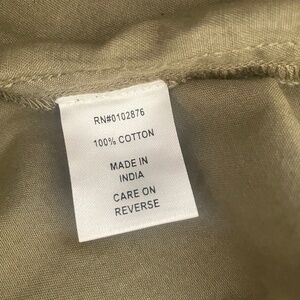 RN#0102876
100% COTTON
MADE IN
INDIA
CARE ON
REVERSE